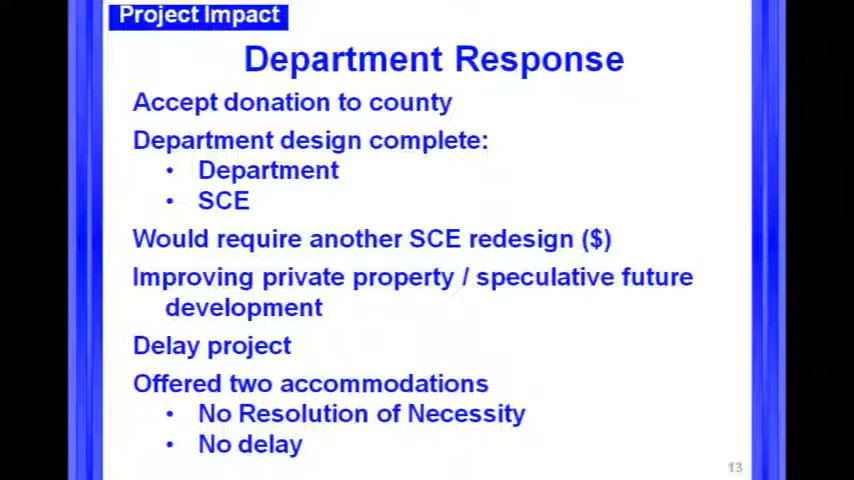 Project Impact
Department Response
Accept donation to county
Department design complete:
• Department
• SCE
Would require another SCE redesign ($)
Improving private property / speculative future
development
Delay project
Offered two accommodations
• No Resolution of Necessity
• No delay
13